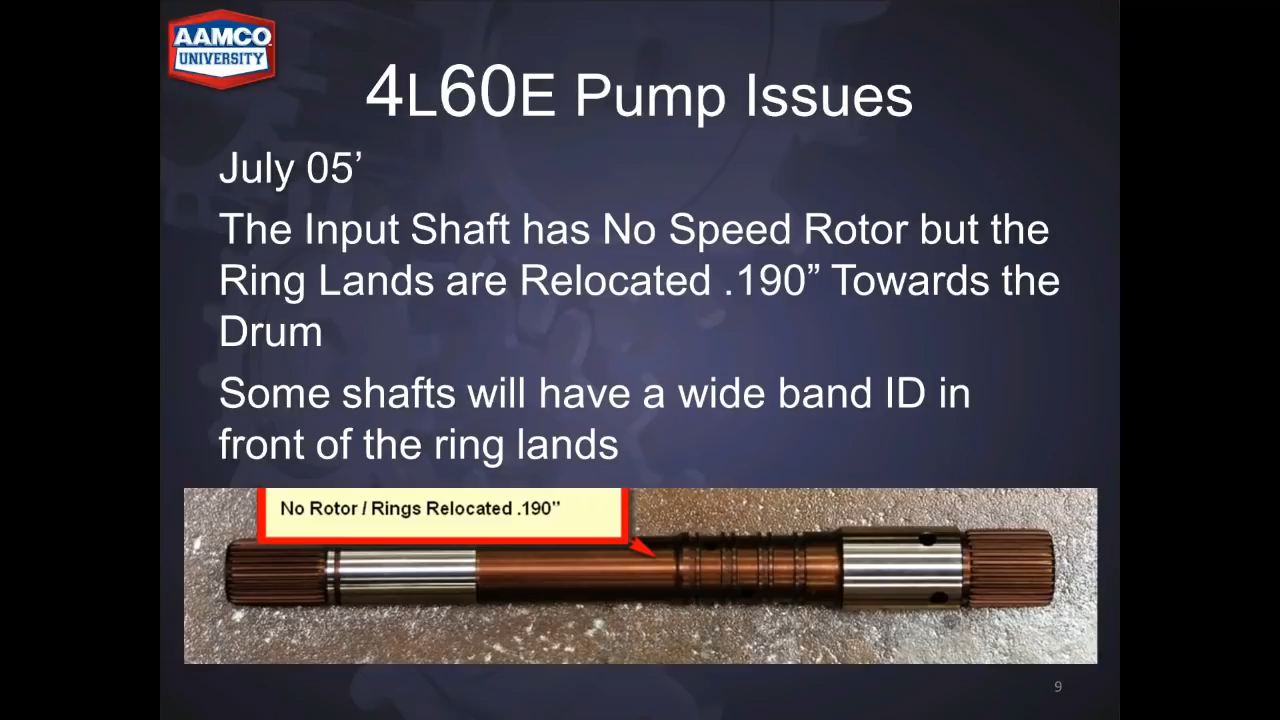 AAMCO
UNIVERSITY
4L60E Pump Issues
July 05’
The Input Shaft has No Speed Rotor but the
Ring Lands are Relocated .190” Towards the
Drum
Some shafts will have a wide band ID in
front of the ring lands
No Rotor / Rings Relocated .190"
9